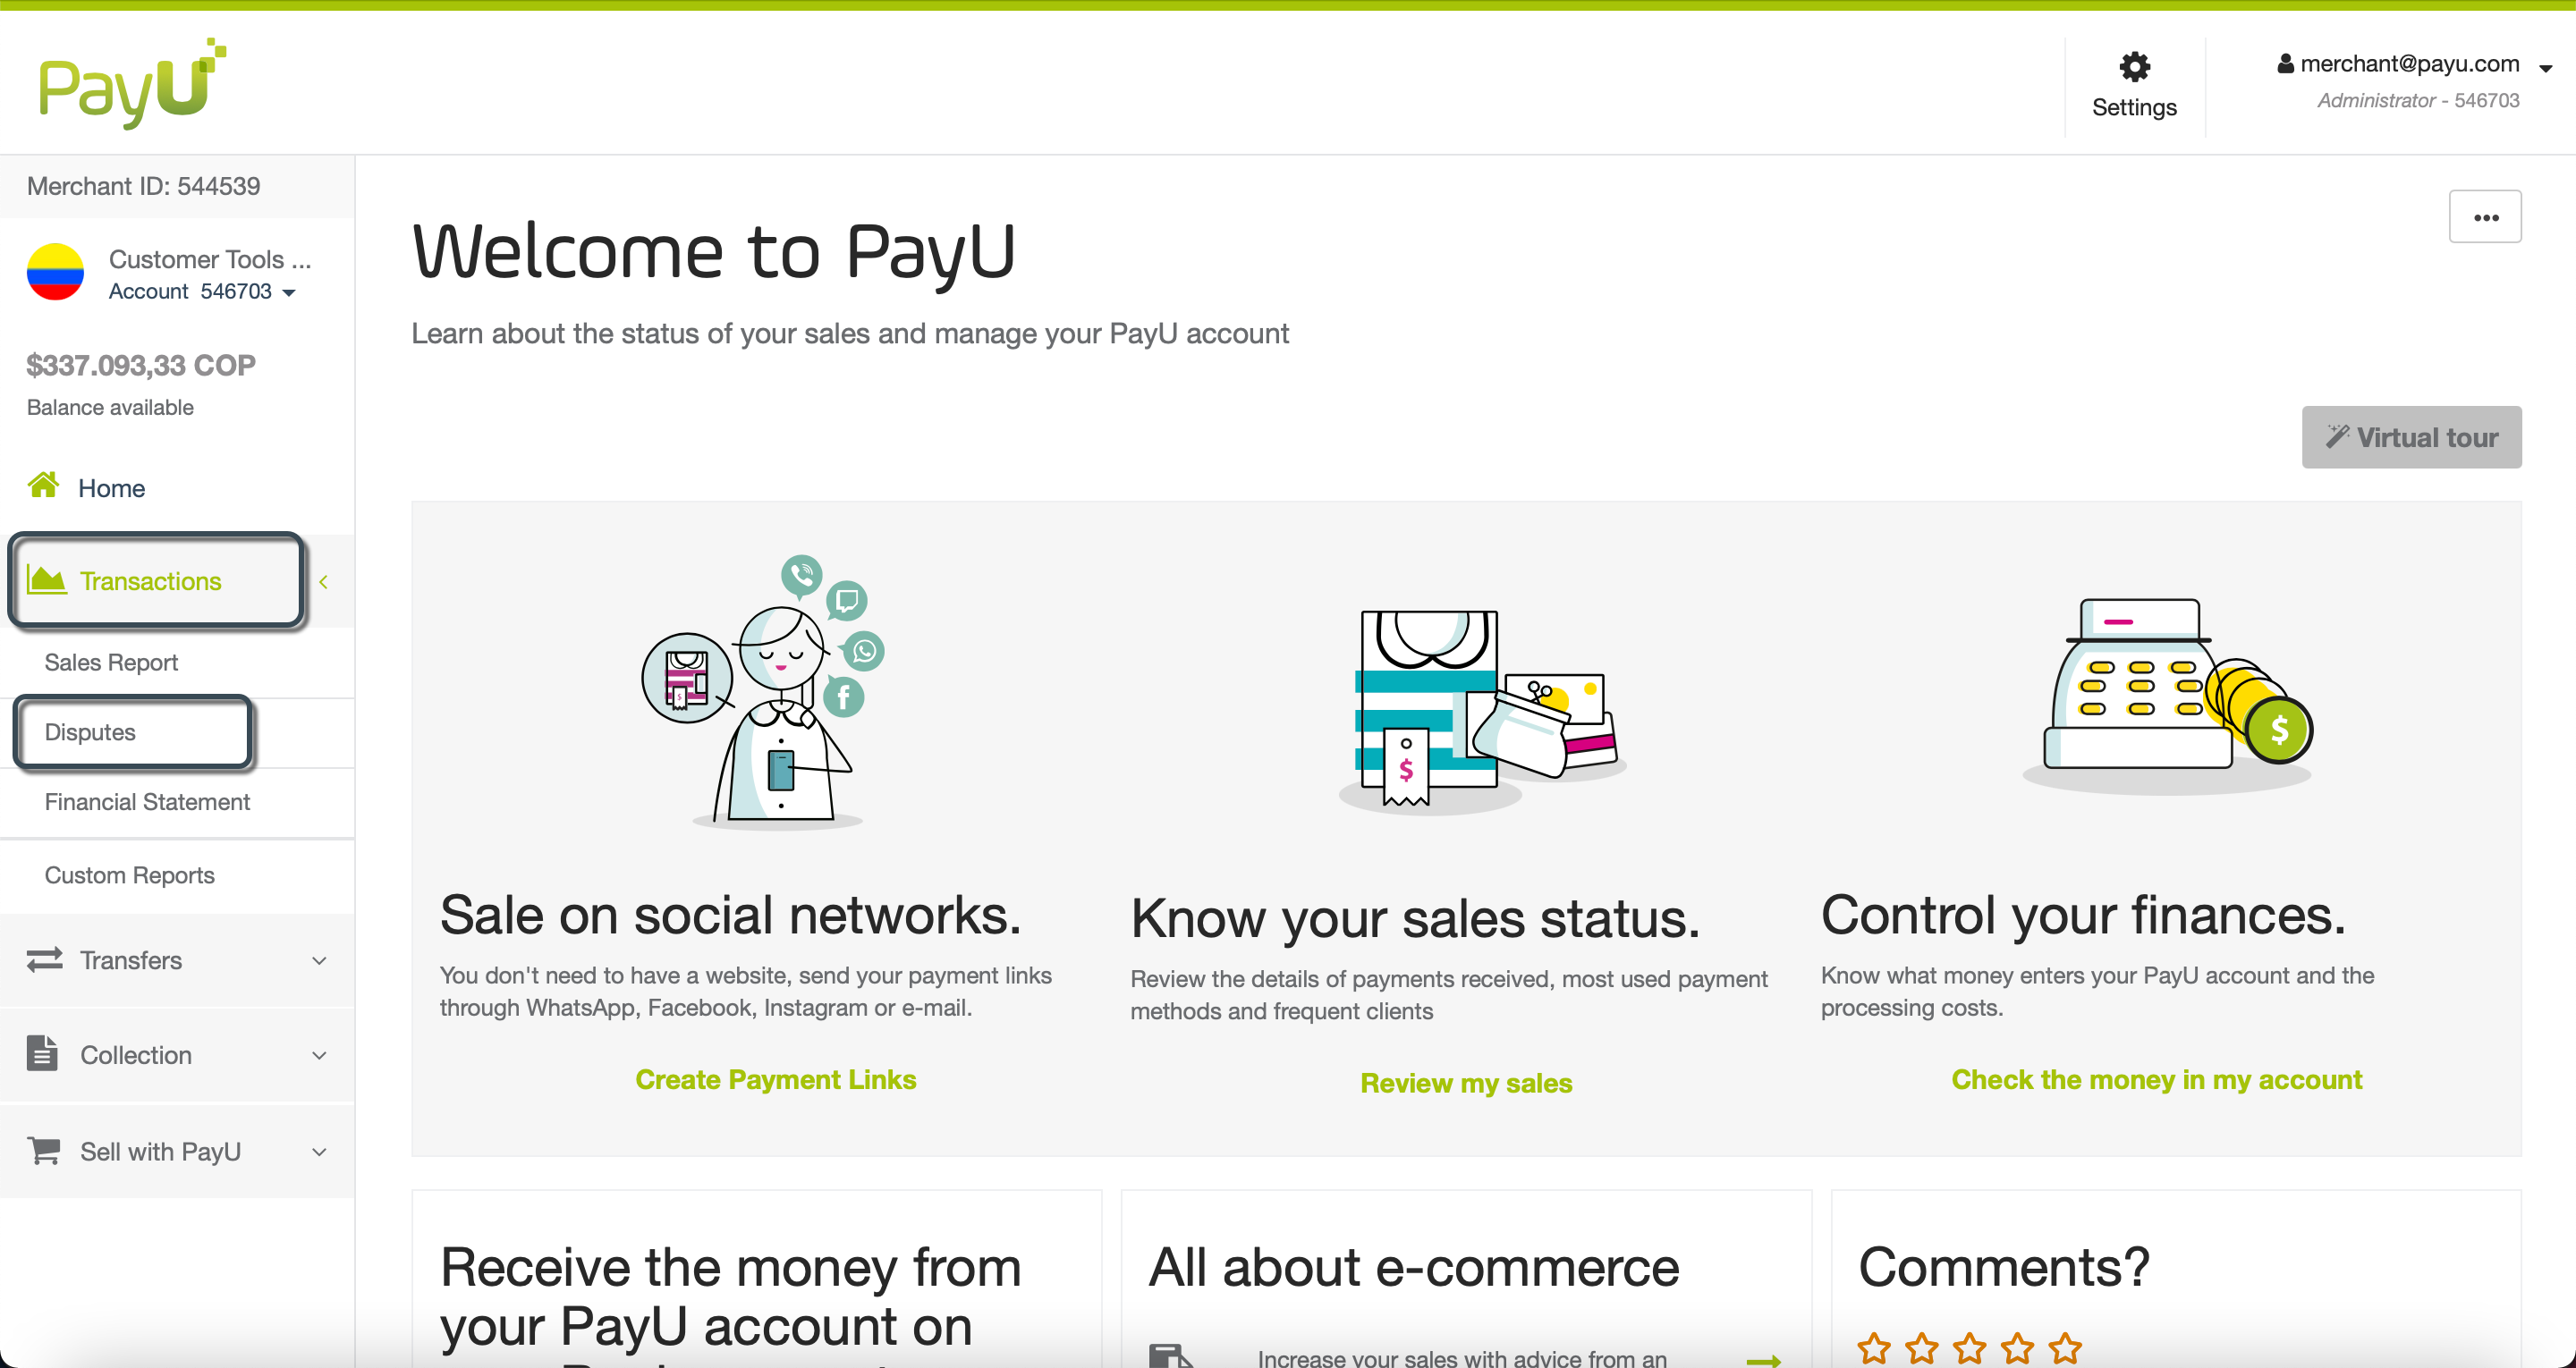 PayU
Settings
merchant@payu.com
Administrator - 546703
Merchant ID: 544539
Customer Tools ...
Account 546703
$337.093,33 COP
Balance available
Home
Transactions
Sales Report
Disputes
Financial Statement
Custom Reports
Transfers
Collection
Sell with PayU
Welcome to PayU
Learn about the status of your sales and manage your PayU account
Virtual tour
Sale on social networks.
You don't need to have a website, send your payment links
through WhatsApp, Facebook, Instagram or e-mail.
Create Payment Links
Know your sales status.
Review the details of payments received, most used payment
methods and frequent clients
Review my sales
Control your finances.
Know what money enters your PayU account and the
processing costs.
Check the money in my account
Receive the money from
your PayU account on
All about e-commerce
Increase your sales with advice from an
Comments?